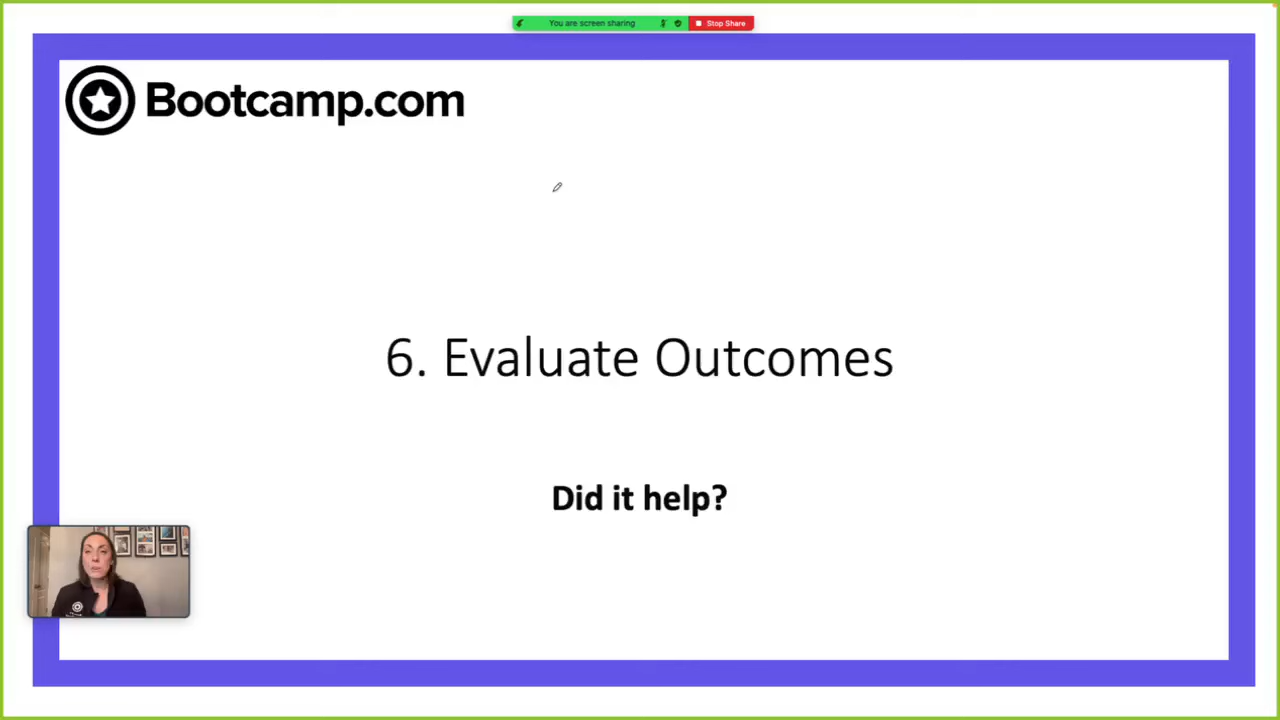 You are screen sharing
Stop Share
Bootcamp.com
6. Evaluate Outcomes
Did it help?